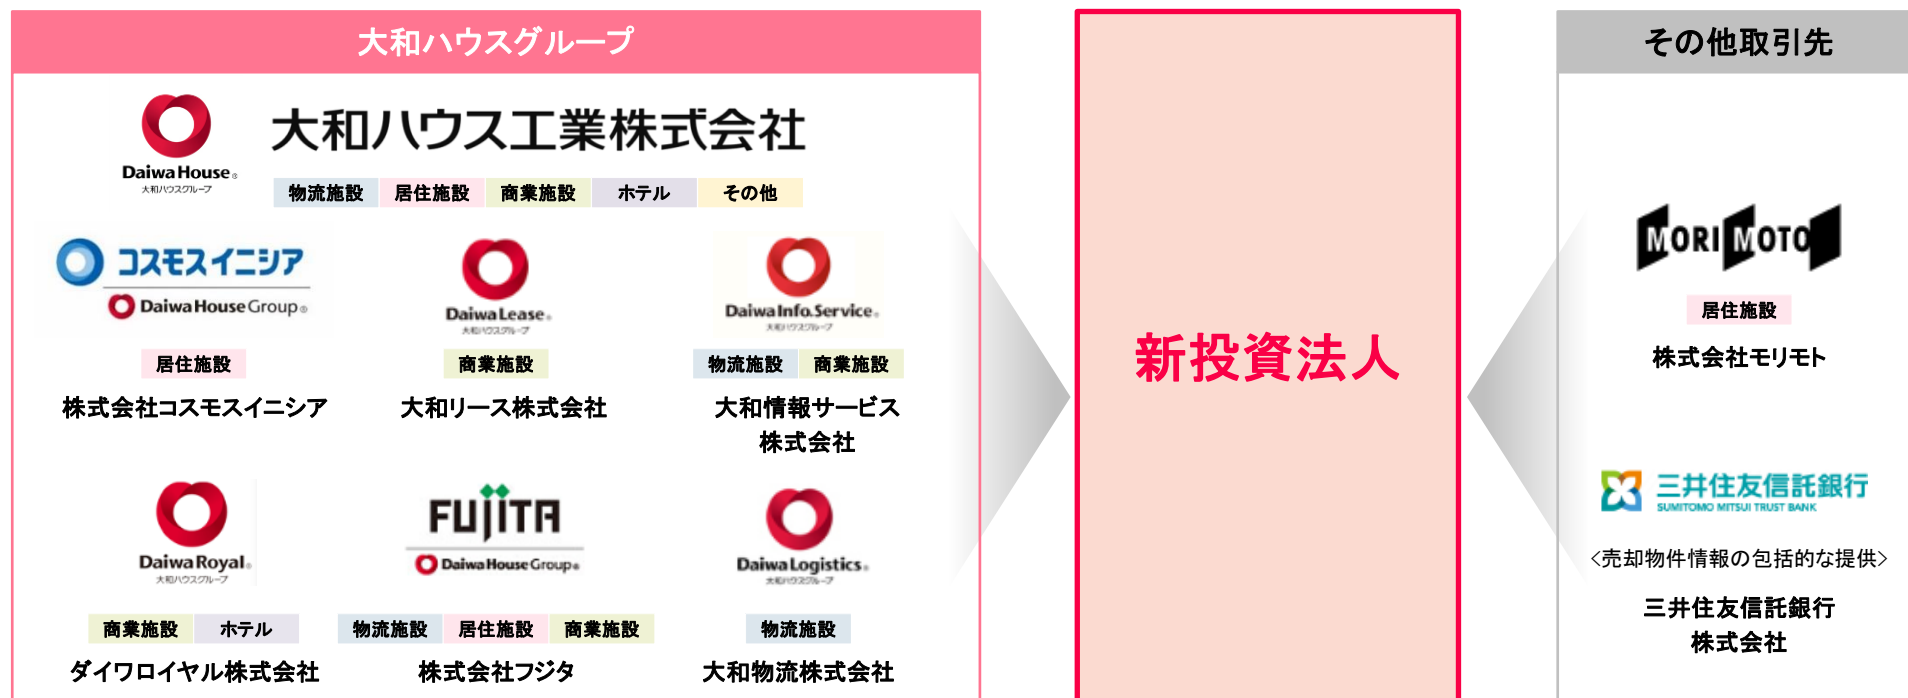 大和ハウスグループ
Daiwa House®
大和ハウスグループ
大和ハウス工業株式会社
物流施設 居住施設 商業施設 ホテル その他
コスモスイニシア
Daiwa House Group®
居住施設
株式会社コスモスイニシア
Daiwa Lease®
大和ハウスグループ
商業施設
大和リース株式会社
Daiwa Info.Service®
大和ハウスグループ
物流施設 商業施設
大和情報サービス
株式会社
Daiwa Royal®
大和ハウスグループ
商業施設 ホテル
ダイワロイヤル株式会社
FUJITA
Daiwa House Group®
物流施設 居住施設 商業施設
株式会社フジタ
Daiwa Logistics®
大和ハウスグループ
物流施設
大和物流株式会社
新投資法人
その他取引先
MORIMOTO
居住施設
株式会社モリモト
三井住友信託銀行
SUMITOMO MITSUI TRUST BANK
<売却物件情報の包括的な提供>
三井住友信託銀行
株式会社